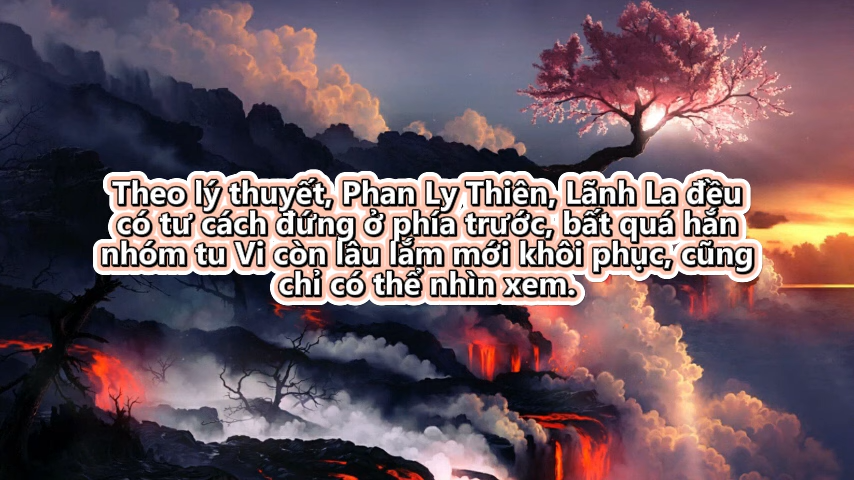 Theo lý thuyết, Phan Ly Thiên, Lãnh La đều
có tư cách đứng ở phía trước, bất quá hắn
nhóm tu Vi còn lâu lắm mới khôi phục, cũng
chỉ có thể nhìn xem.